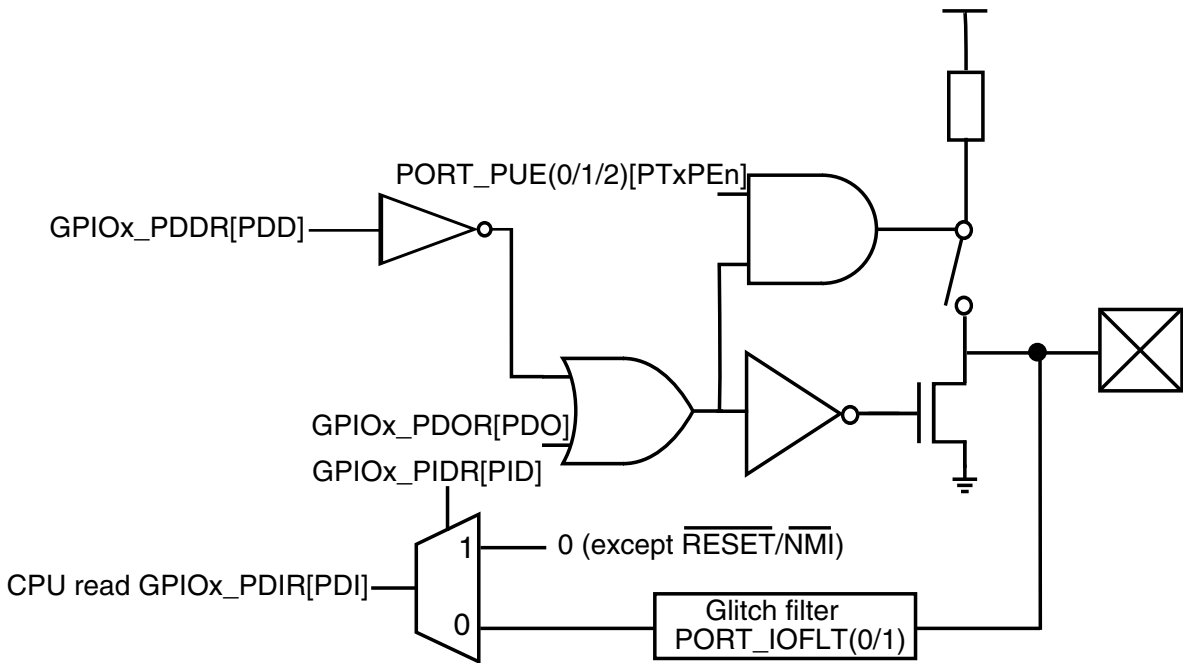 PORT_PUE(0/1/2)[PTxPEn]
GPIOx_PDDR[PDD]
GPIOx_PDOR[PDO]
GPIOx_PIDR[PID]
1
0 (except RESET/NMI)
CPU read GPIOx_PDIR[PDI]
0
Glitch filter
PORT_IOFLT(0/1)